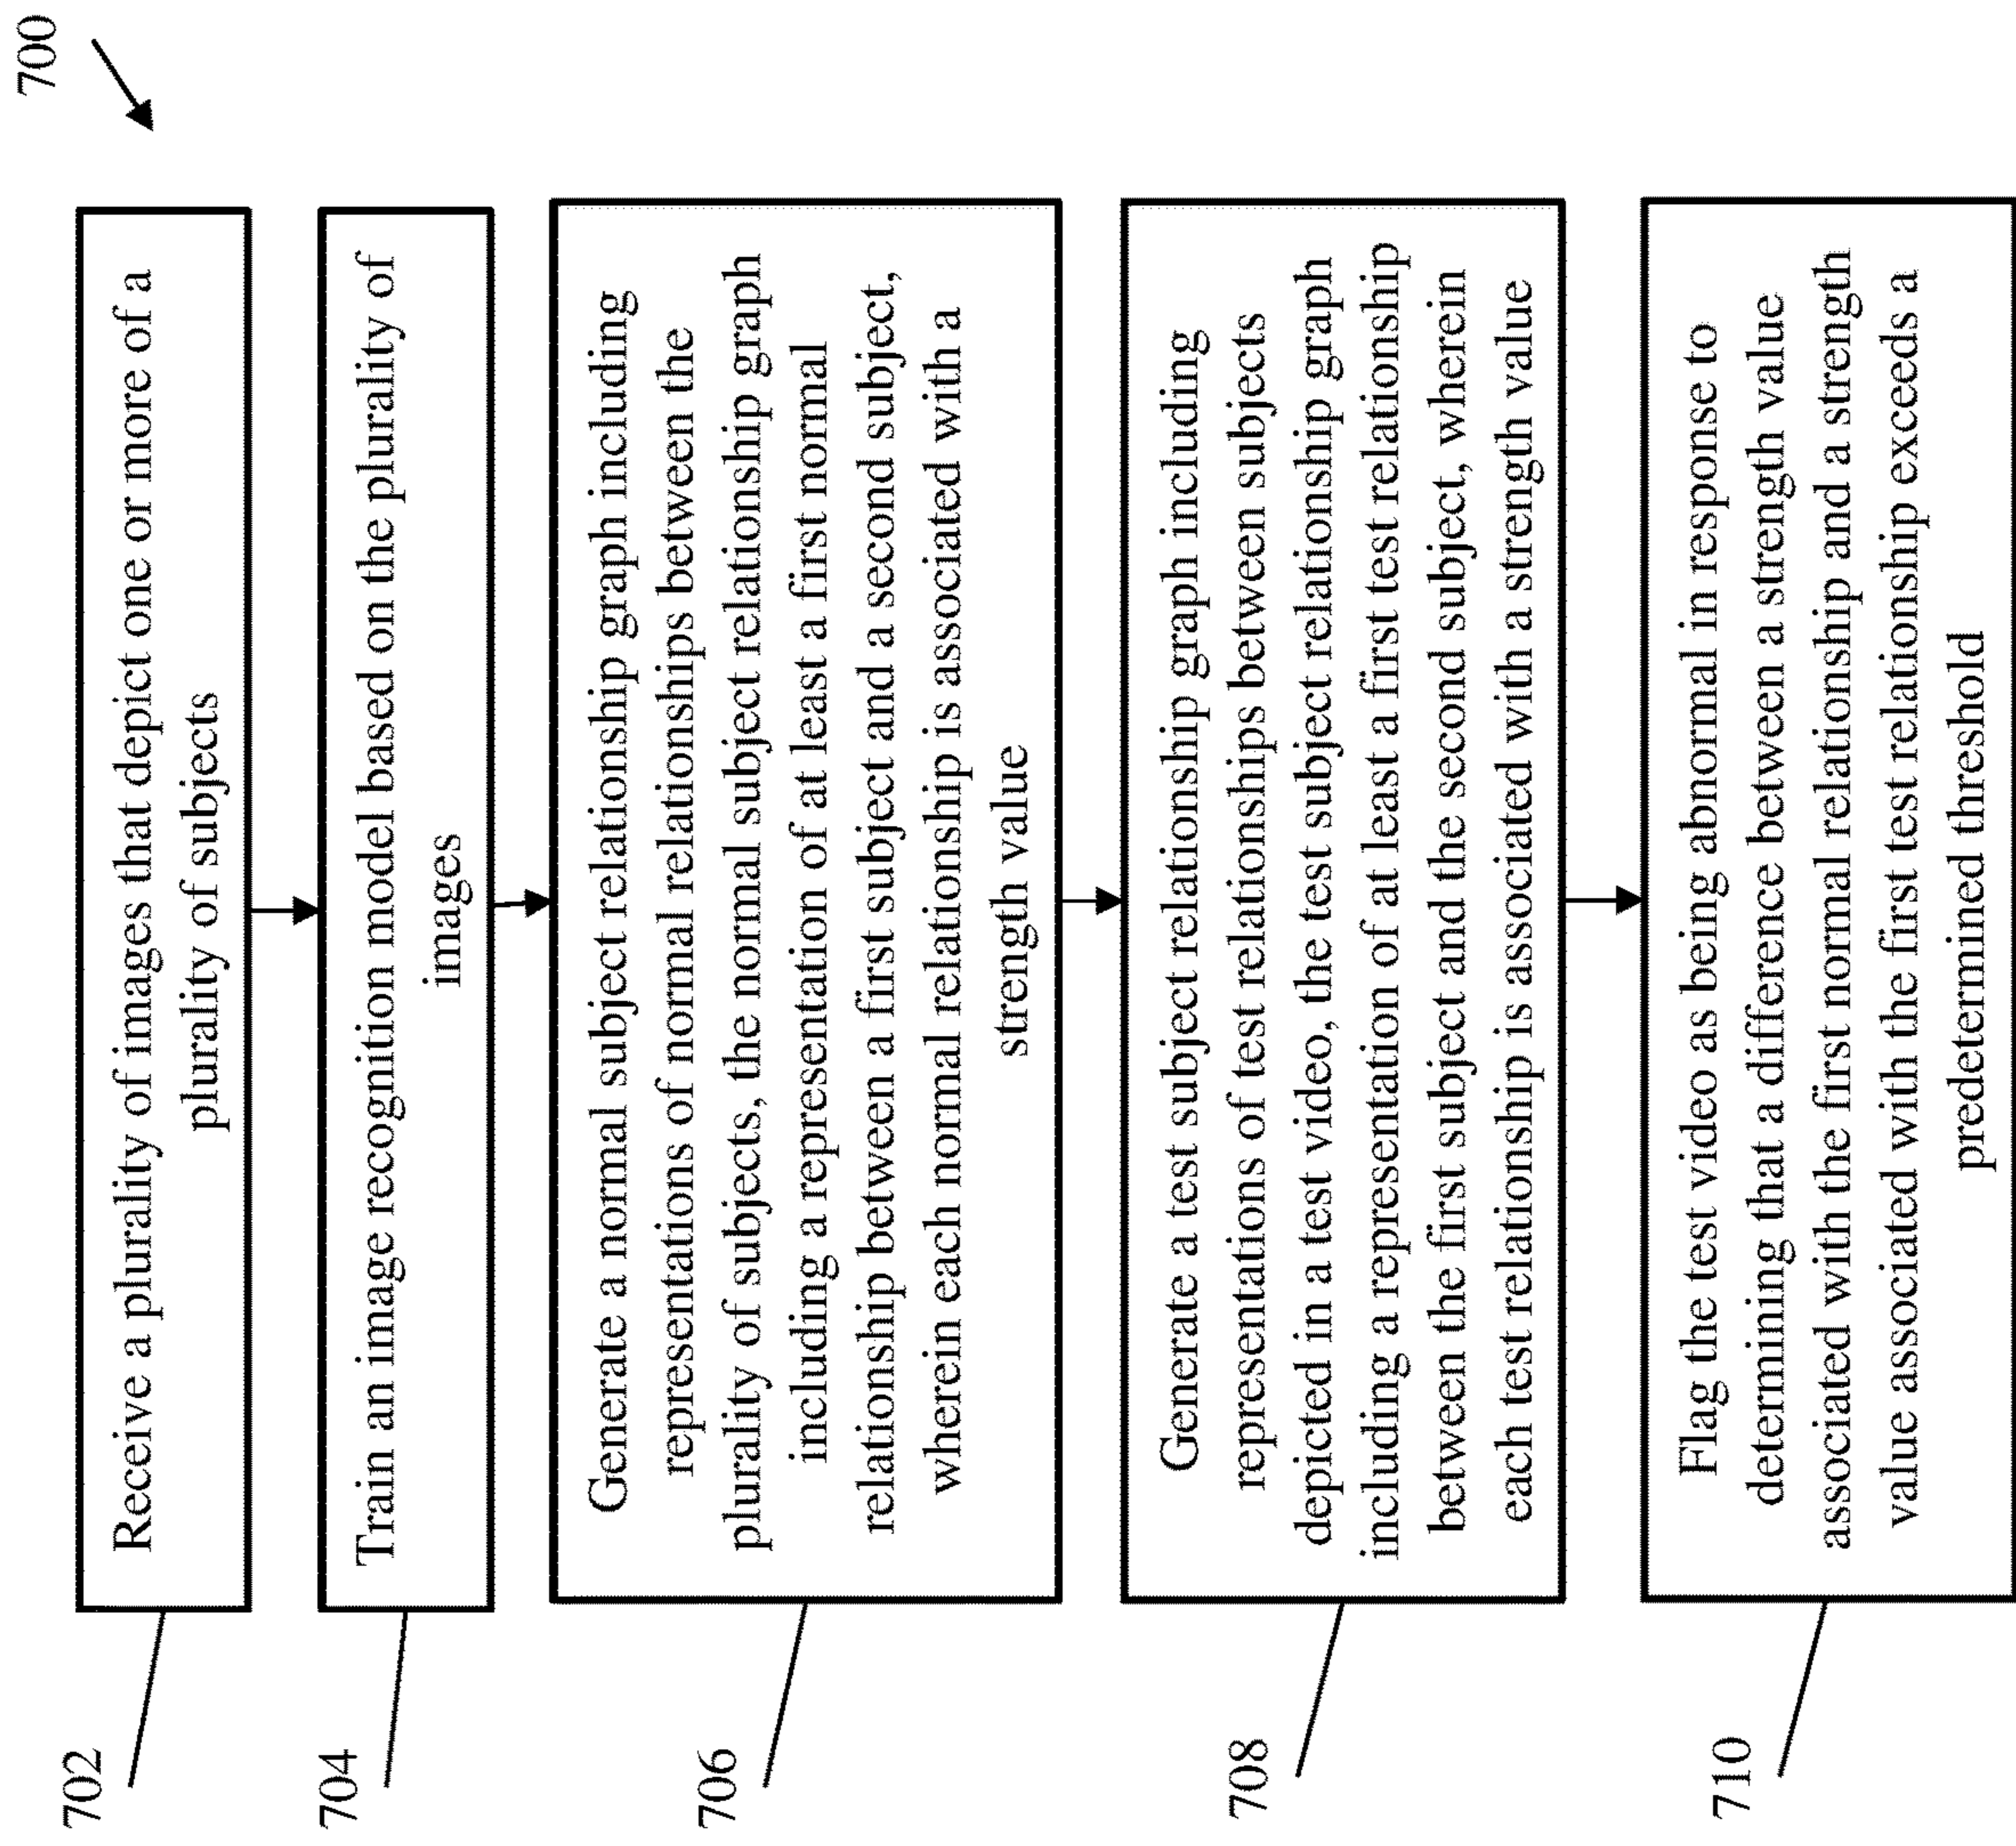 700
702
Receive a plurality of images that depict one or more of a
plurality of subjects
704
Train an image recognition model based on the plurality of
images
706
Generate a normal subject relationship graph including
representations of normal relationships between the
plurality of subjects, the normal subject relationship graph
including a representation of at least a first normal
relationship between a first subject and a second subject,
wherein each normal relationship is associated with a
strength value
708
Generate a test subject relationship graph including
representations of test relationships between subjects
depicted in a test video, the test subject relationship graph
including a representation of at least a first test relationship
between the first subject and the second subject, wherein
each test relationship is associated with a strength value
710
Flag the test video as being abnormal in response to
determining that a difference between a strength value
associated with the first normal relationship and a strength
value associated with the first test relationship exceeds a
predetermined threshold